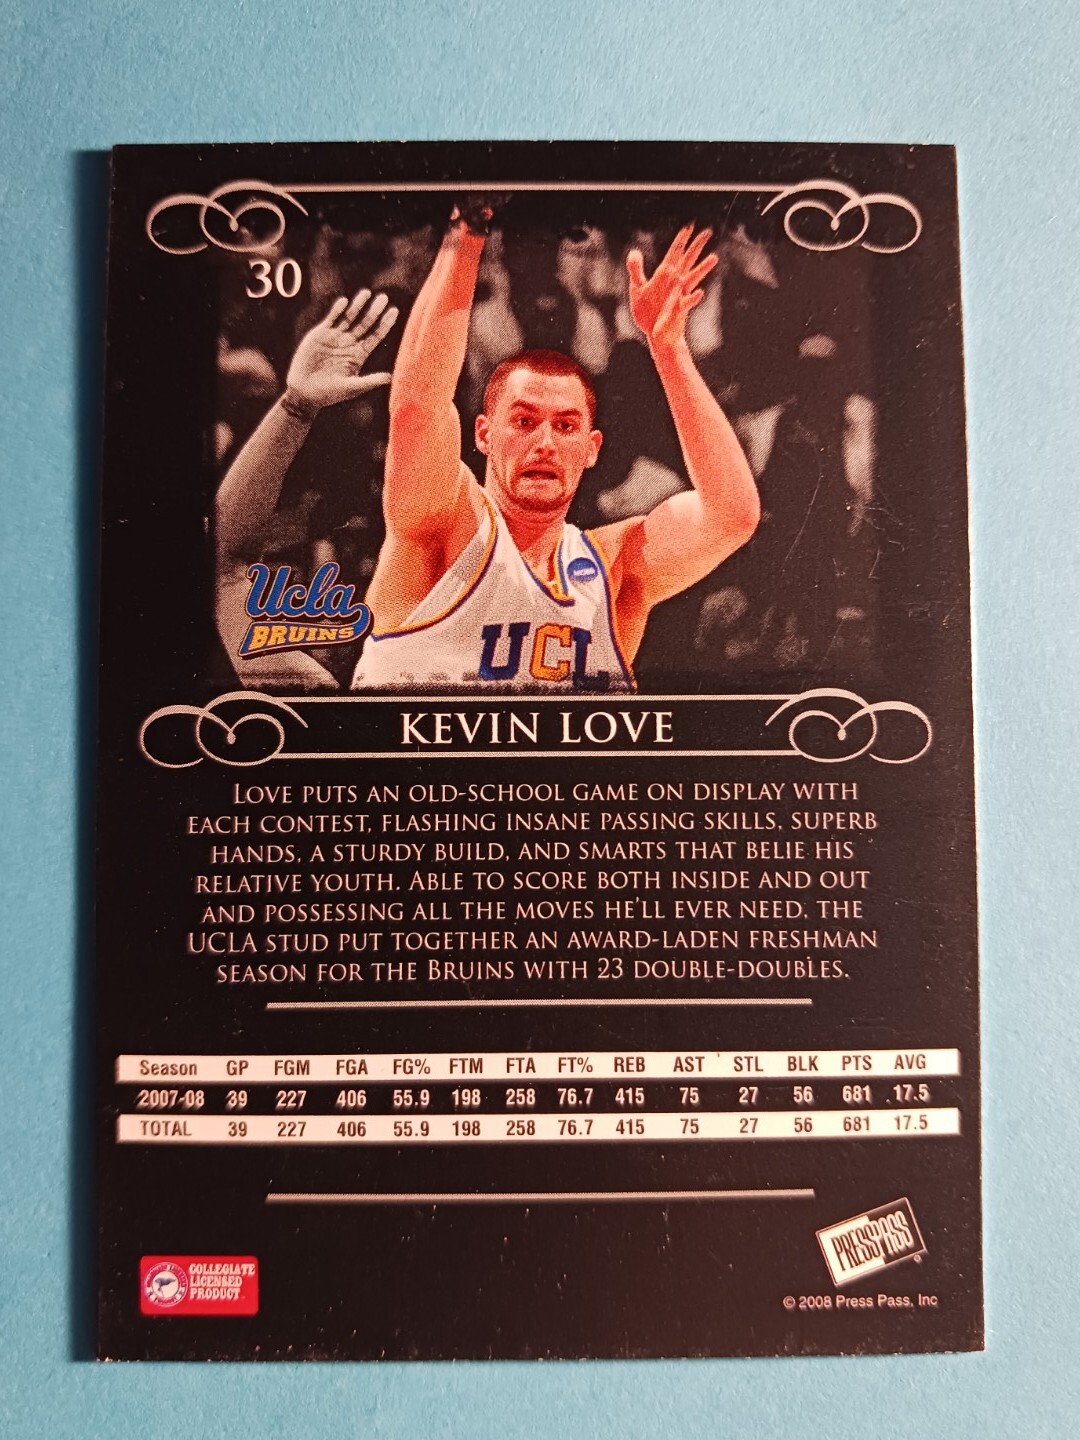 30
NCAA
Ucla
BRUINS
UCL
KEVIN LOVE
LOVE PUTS AN OLD-SCHOOL GAME ON DISPLAY WITH
EACH CONTEST, FLASHING INSANE PASSING SKILLS, SUPERB
HANDS, A STURDY BUILD, AND SMARTS THAT BELIE HIS
RELATIVE YOUTH. ABLE TO SCORE BOTH INSIDE AND OUT
AND POSSESSING ALL THE MOVES HE'LL EVER NEED, THE
UCLA STUD PUT TOGETHER AN AWARD-LADEN FRESHMAN
SEASON FOR THE BRUINS WITH 23 DOUBLE-DOUBLES.
Season GP FGM FGA FG% FTM FTA FT% REB AST STL BLK PTS AVG
2007-08 39 227 406 55.9 198 258 76.7 415 75 27 56 681 17.5
TOTAL 39 227 406 55.9 198 258 76.7 415 75 27 56 681 17.5
PRESS PASS
COLLEGIATE
LICENSED
PRODUCT
© 2008 Press Pass, Inc